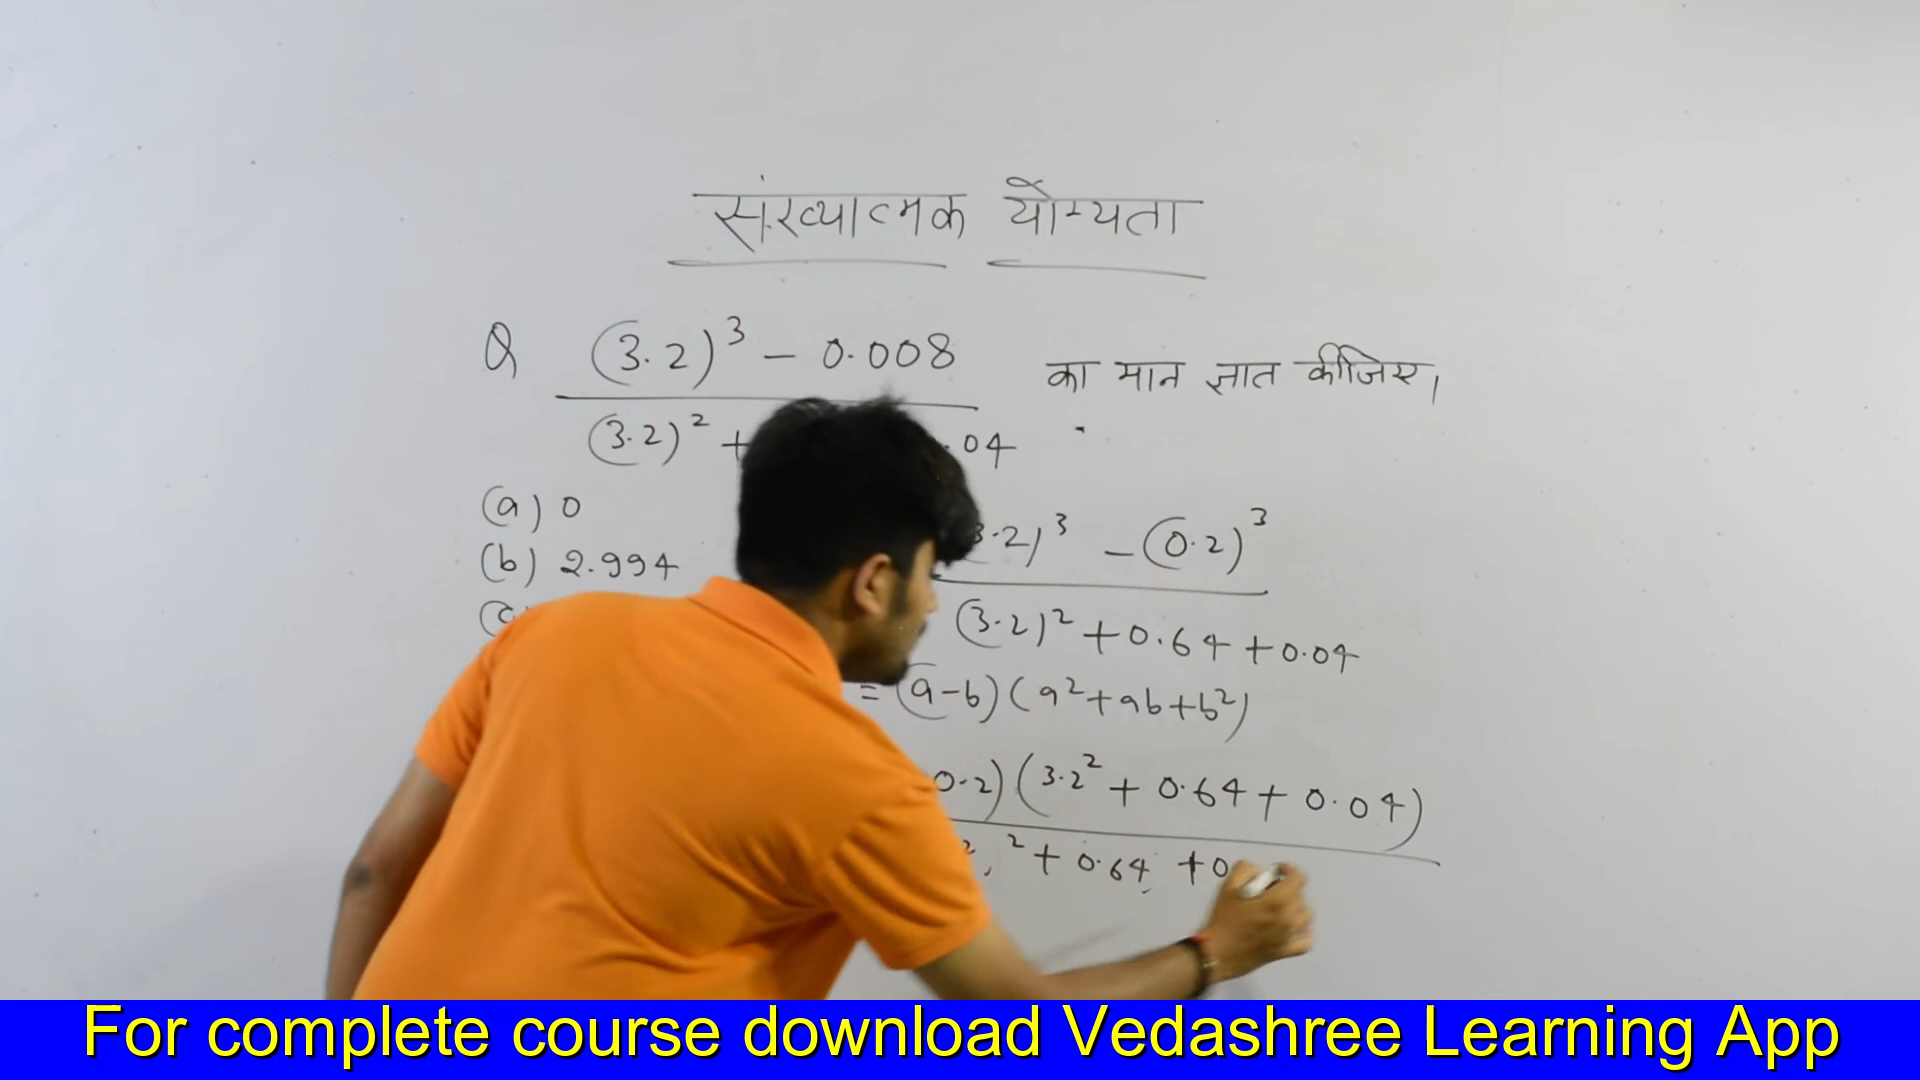 संख्यात्मक योग्यता
Q (3.2)³ - 0.008 का मान ज्ञात कीजिए।
(3.2)² + .04
(a) 0
(b) 2.994
(c
3.2)³ - (0.2)³
(3.2)² + 0.64 + 0.04
= (a-b)(a²+ab+b²)
0.2)(3.2² + 0.64 + 0.04)
² + 0.64 + 0
For complete course download Vedashree Learning App